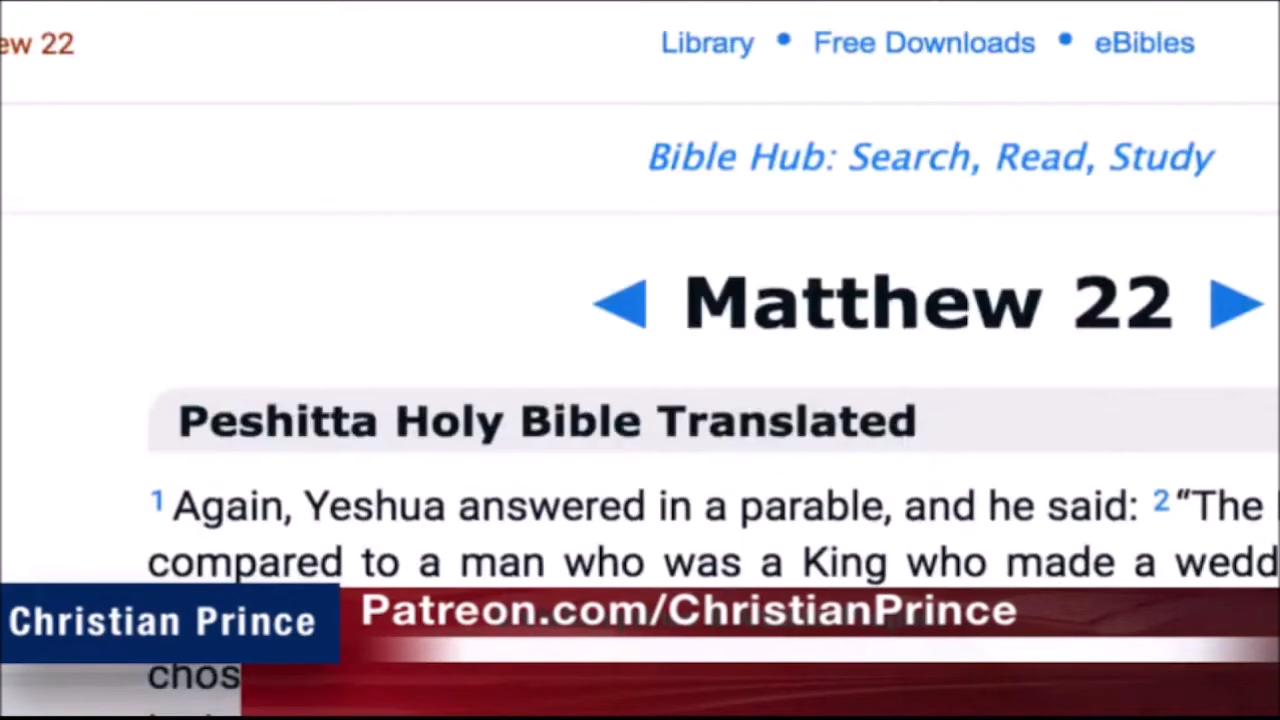 ew 22
Library • Free Downloads • eBibles
Bible Hub: Search, Read, Study
◄ Matthew 22 ►
Peshitta Holy Bible Translated
1 Again, Yeshua answered in a parable, and he said: 2 “The
compared to a man who was a King who made a wedd
Christian Prince
Patreon.com/ChristianPrince
chos